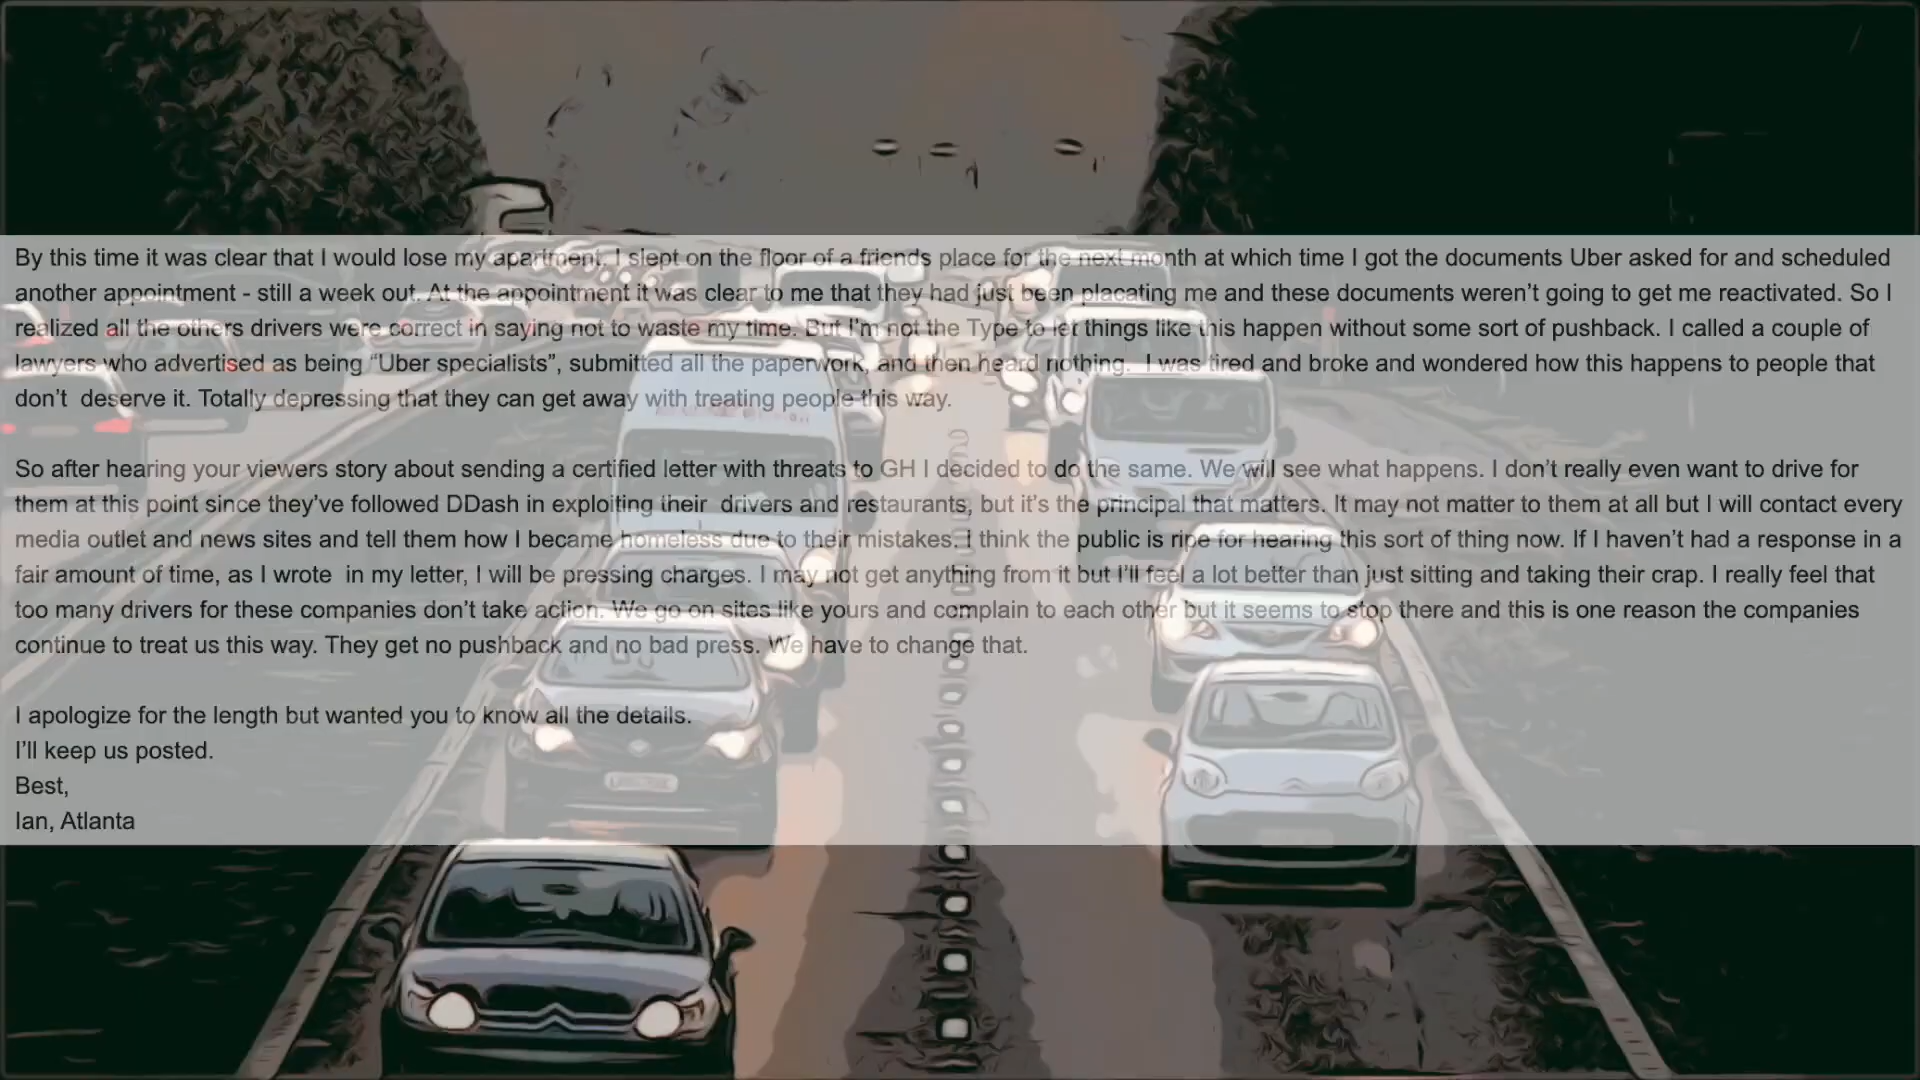 By this time it was clear that I would lose my apartment. I slept on the floor of a friends place for the next month at which time I got the documents Uber asked for and scheduled
another appointment - still a week out. At the appointment it was clear to me that they had just been placating me and these documents weren’t going to get me reactivated. So I
realized all the others drivers were correct in saying not to waste my time. But I’m not the Type to let things like this happen without some sort of pushback. I called a couple of
lawyers who advertised as being “Uber specialists”, submitted all the paperwork, and then heard nothing.  I was tired and broke and wondered how this happens to people that
don’t  deserve it. Totally depressing that they can get away with treating people this way.
So after hearing your viewers story about sending a certified letter with threats to GH I decided to do the same. We will see what happens. I don’t really even want to drive for
them at this point since they’ve followed DDash in exploiting their  drivers and restaurants, but it’s the principal that matters. It may not matter to them at all but I will contact every
media outlet and news sites and tell them how I became homeless due to their mistakes. I think the public is ripe for hearing this sort of thing now. If I haven’t had a response in a
fair amount of time, as I wrote  in my letter, I will be pressing charges. I may not get anything from it but I’ll feel a lot better than just sitting and taking their crap. I really feel that
too many drivers for these companies don’t take action. We go on sites like yours and complain to each other but it seems to stop there and this is one reason the companies
continue to treat us this way. They get no pushback and no bad press. We have to change that.
I apologize for the length but wanted you to know all the details.
I’ll keep us posted.
Best,
Ian, Atlanta